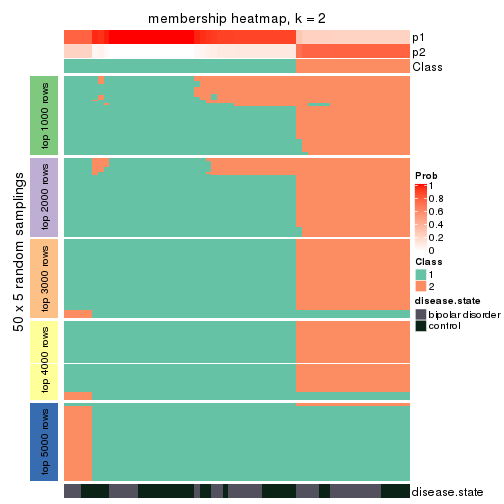 membership heatmap, k = 2
p1
p2
Class
50 x 5 random samplings
top 1000 rows
top 2000 rows
top 3000 rows
top 4000 rows
top 5000 rows
Prob
1
0.8
0.6
0.4
0.2
0
Class
1
2
disease.state
bipolar disorder
control
disease.state